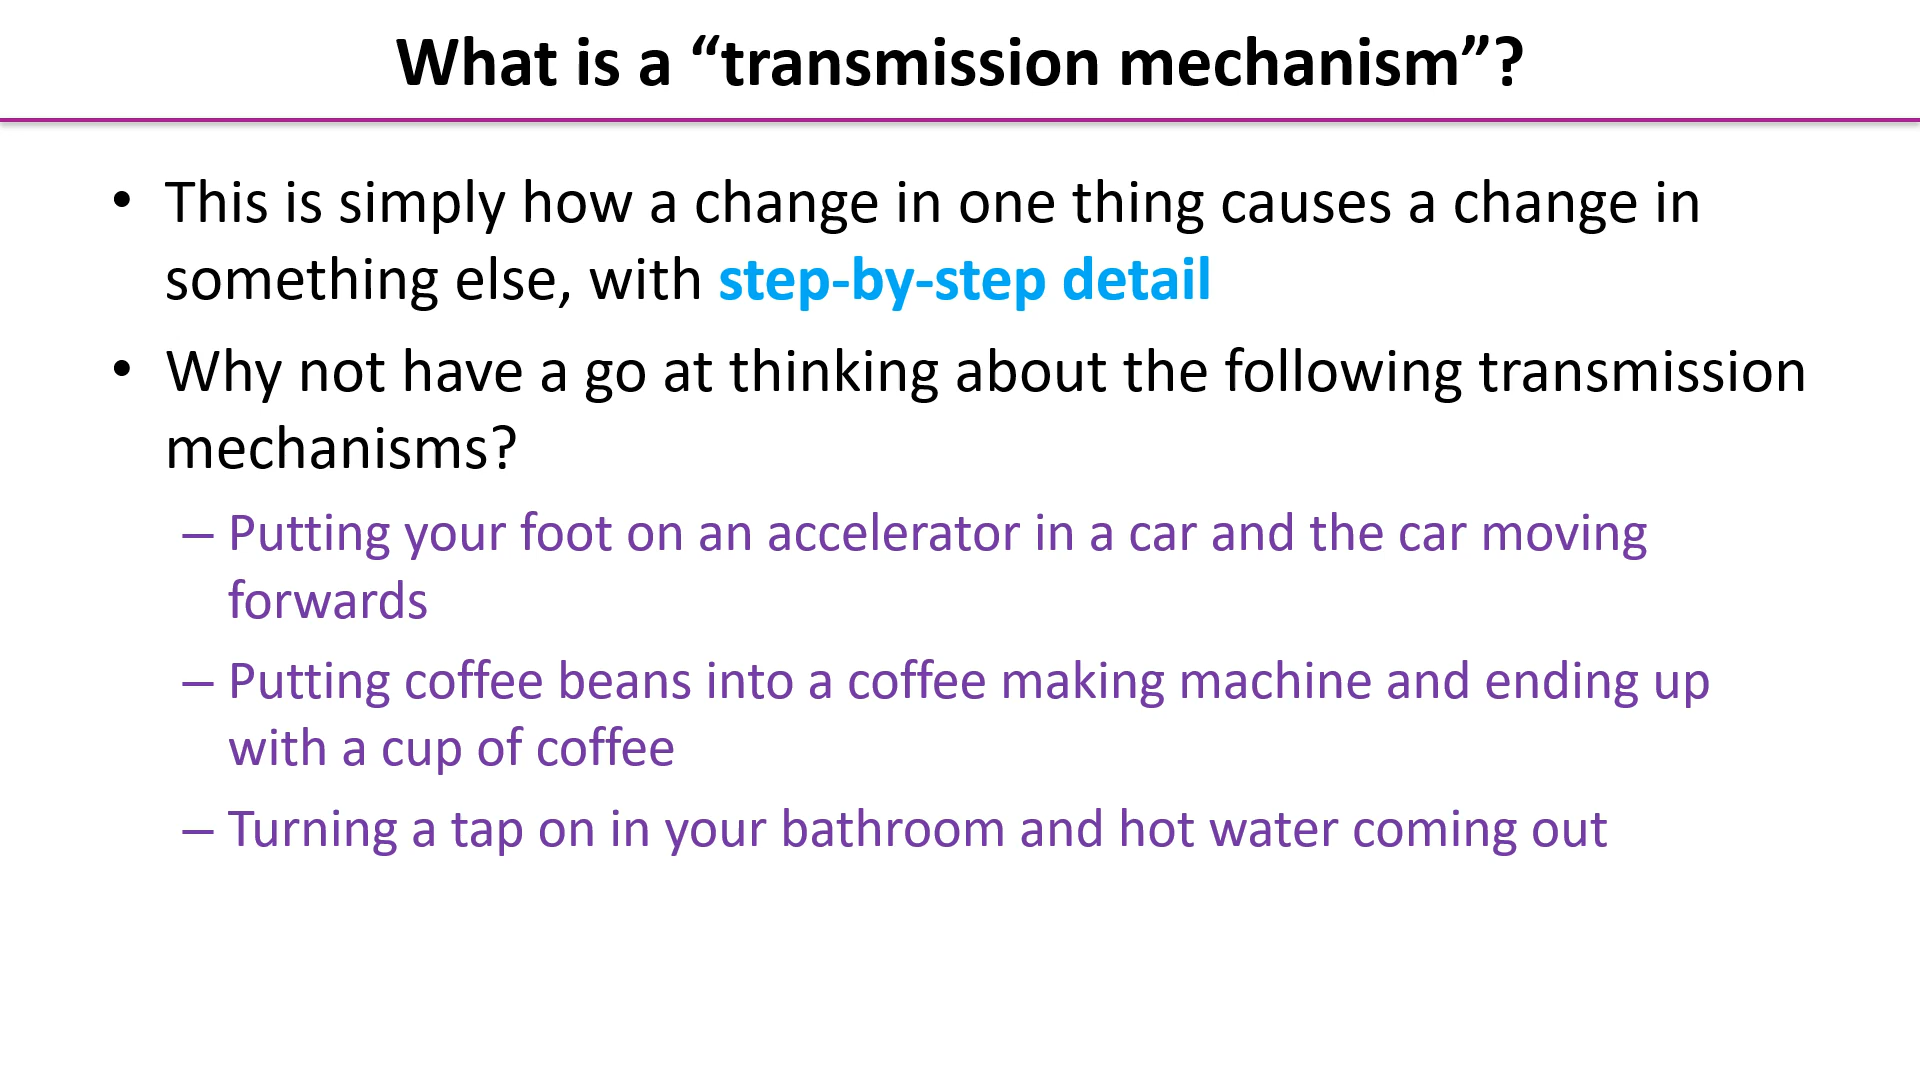 What is a “transmission mechanism”?
• This is simply how a change in one thing causes a change in
something else, with step-by-step detail
• Why not have a go at thinking about the following transmission
mechanisms?
– Putting your foot on an accelerator in a car and the car moving
forwards
– Putting coffee beans into a coffee making machine and ending up
with a cup of coffee
– Turning a tap on in your bathroom and hot water coming out